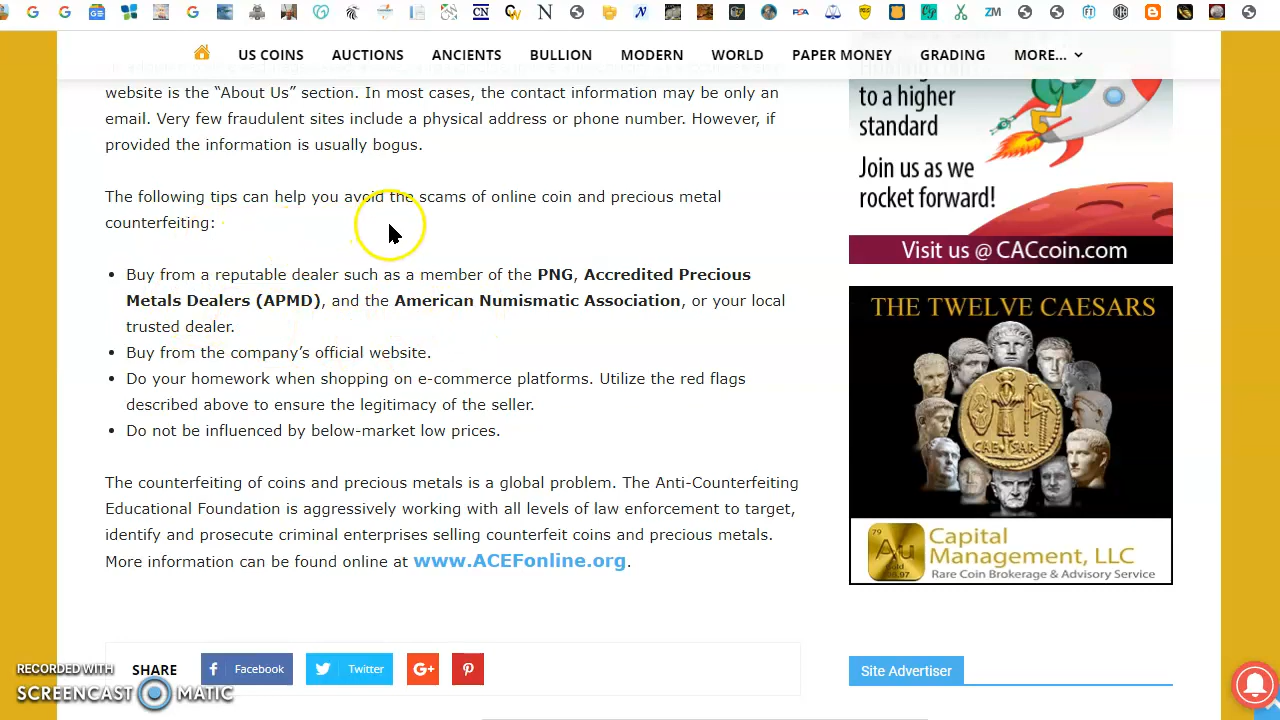 US COINS AUCTIONS ANCIENTS BULLION MODERN WORLD PAPER MONEY GRADING MORE...
website is the “About Us” section. In most cases, the contact information may be only an
email. Very few fraudulent sites include a physical address or phone number. However, if
provided the information is usually bogus.
The following tips can help you avoid the scams of online coin and precious metal
counterfeiting:
• Buy from a reputable dealer such as a member of the PNG, Accredited Precious
Metals Dealers (APMD), and the American Numismatic Association, or your local
trusted dealer.
• Buy from the company’s official website.
• Do your homework when shopping on e-commerce platforms. Utilize the red flags
described above to ensure the legitimacy of the seller.
• Do not be influenced by below-market low prices.
The counterfeiting of coins and precious metals is a global problem. The Anti-Counterfeiting
Educational Foundation is aggressively working with all levels of law enforcement to target,
identify and prosecute criminal enterprises selling counterfeit coins and precious metals.
More information can be found online at www.ACEFonline.org.
SHARE Facebook Twitter G+
to a higher
standard
Join us as we
rocket forward!
Visit us @ CACcoin.com
THE TWELVE CAESARS
CAESAR
79
Au
Capital
Management, LLC
Rare Coin Brokerage & Advisory Service
Site Advertiser
RECORDED WITH
SCREENCAST MATIC